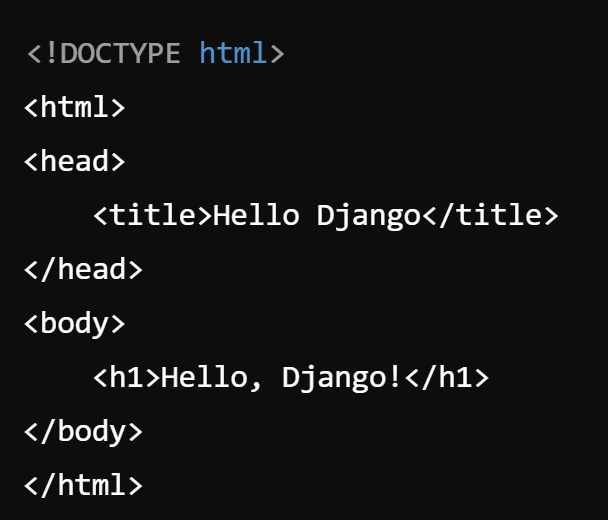 <!DOCTYPE html>
<html>
<head>
    <title>Hello Django</title>
</head>
<body>
    <h1>Hello, Django!</h1>
</body>
</html>